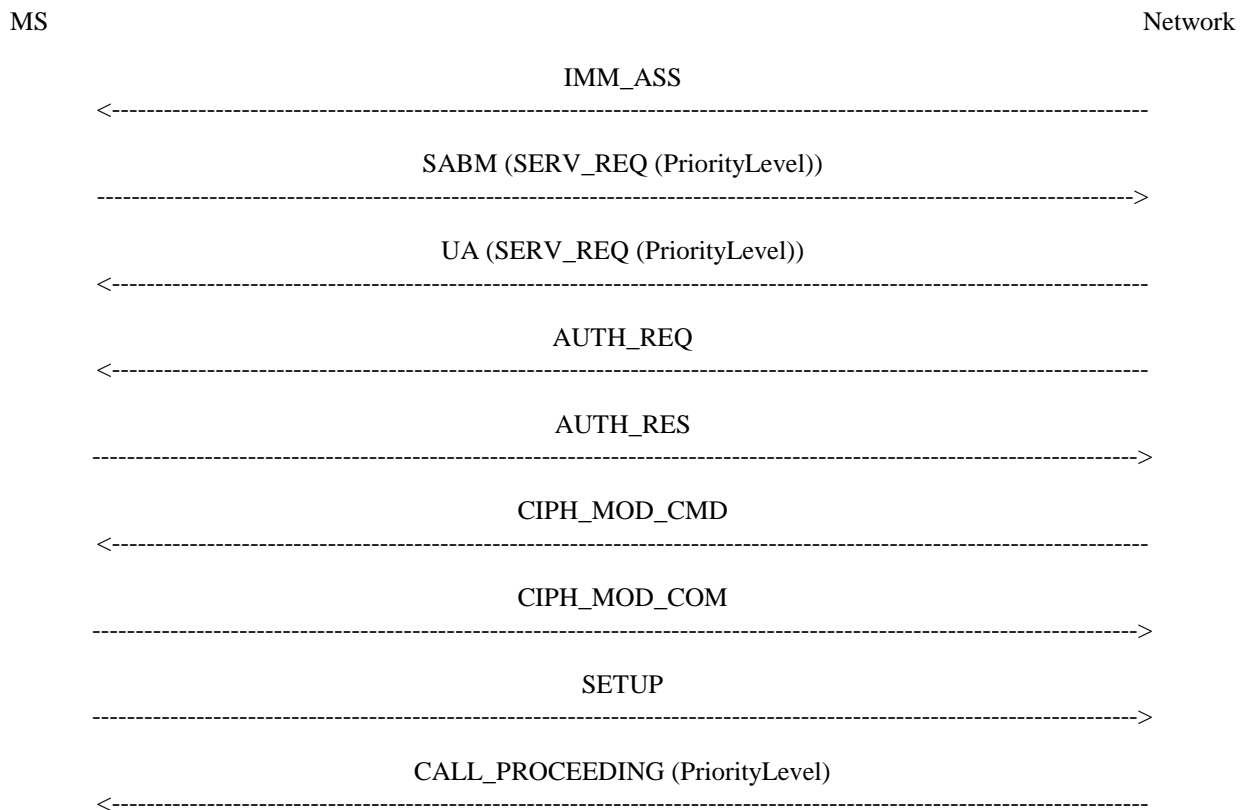 MS Network
IMM_ASS
<------------------------------------------------------------------------------------------------------------------------
SABM (SERV_REQ (PriorityLevel))
------------------------------------------------------------------------------------------------------------------------>
UA (SERV_REQ (PriorityLevel))
<------------------------------------------------------------------------------------------------------------------------
AUTH_REQ
<------------------------------------------------------------------------------------------------------------------------
AUTH_RES
------------------------------------------------------------------------------------------------------------------------->
CIPH_MOD_CMD
<------------------------------------------------------------------------------------------------------------------------
CIPH_MOD_COM
------------------------------------------------------------------------------------------------------------------------->
SETUP
------------------------------------------------------------------------------------------------------------------------->
CALL_PROCEEDING (PriorityLevel)
<------------------------------------------------------------------------------------------------------------------------